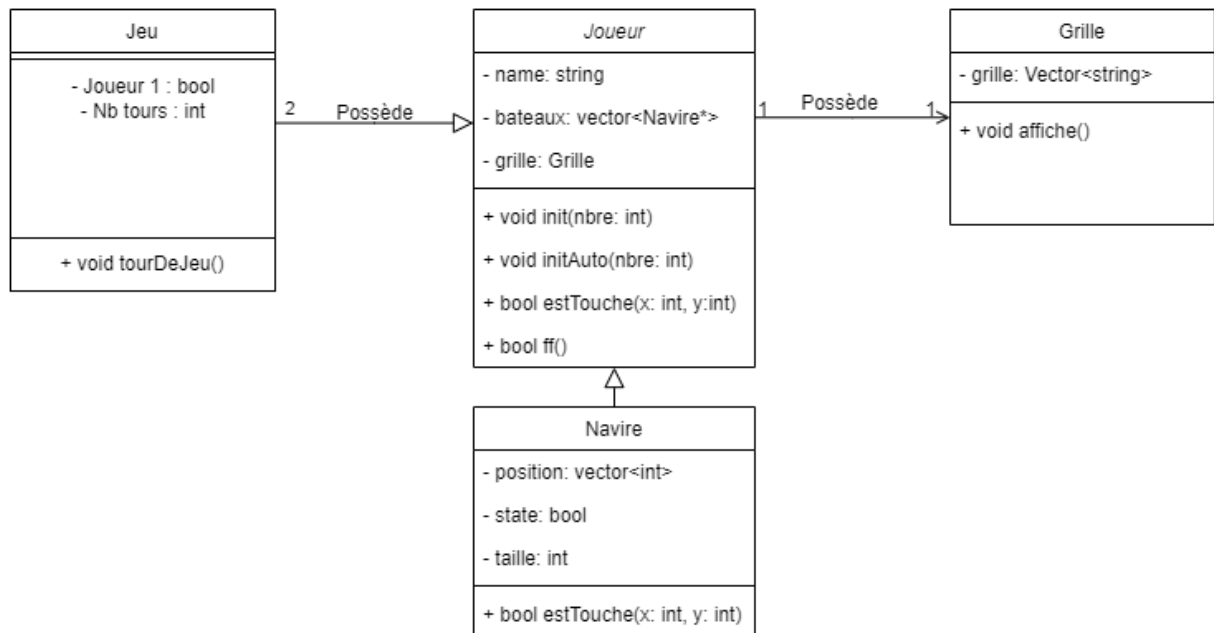 Jeu
- Joueur 1 : bool
- Nb tours : int
+ void tourDeJeu()
2
Possède
Joueur
- name: string
- bateaux: vector<Navire*>
- grille: Grille
+ void init(nbre: int)
+ void initAuto(nbre: int)
+ bool estTouche(x: int, y:int)
+ bool ff()
1
Possède
1
Grille
- grille: Vector<string>
+ void affiche()
Navire
- position: vector<int>
- state: bool
- taille: int
+ bool estTouche(x: int, y: int)